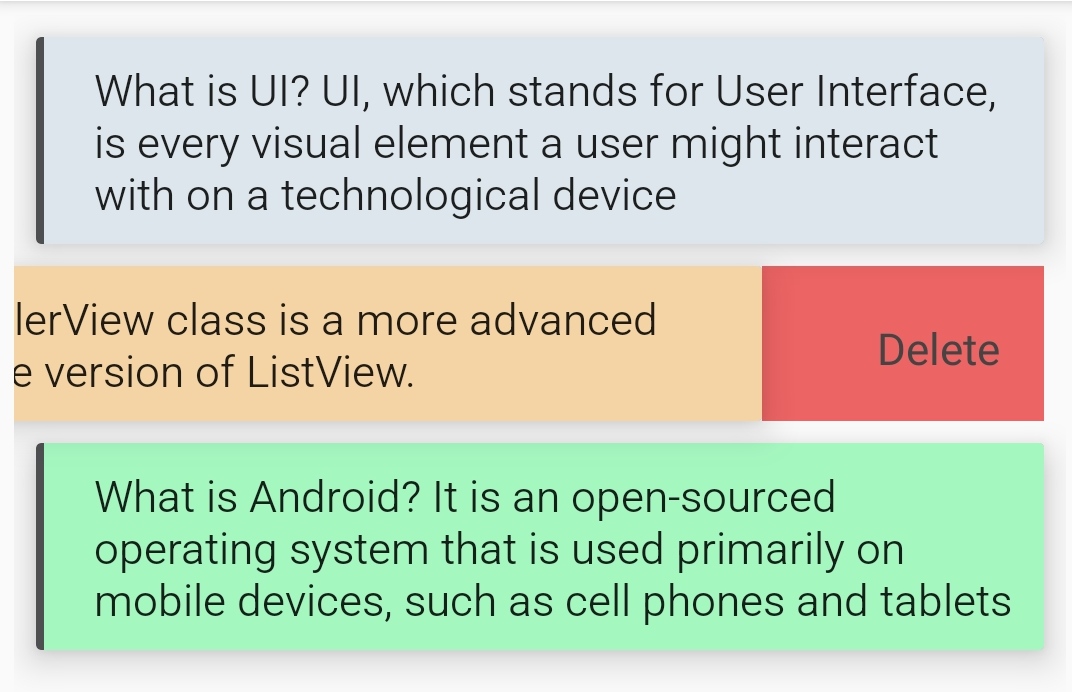 What is UI? UI, which stands for User Interface,
is every visual element a user might interact
with on a technological device
lerView class is a more advanced
e version of ListView.
Delete
What is Android? It is an open-sourced
operating system that is used primarily on
mobile devices, such as cell phones and tablets